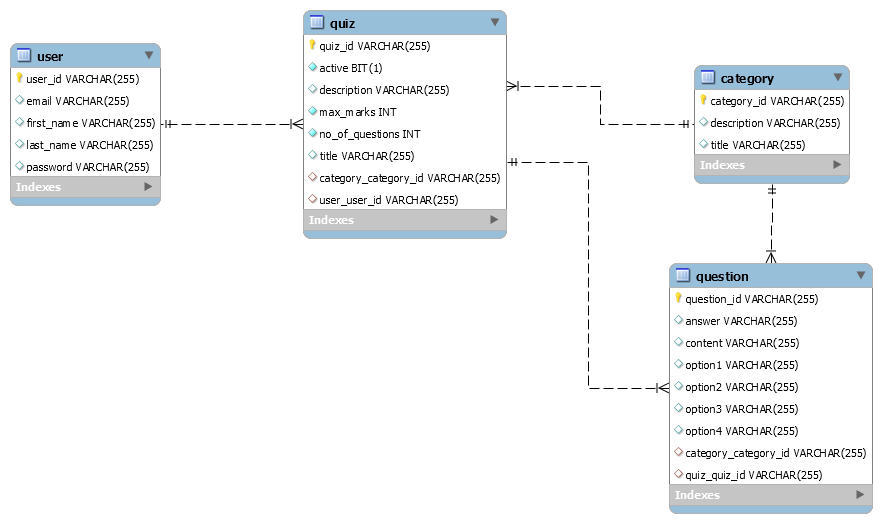 user
user_id VARCHAR(255)
email VARCHAR(255)
first_name VARCHAR(255)
last_name VARCHAR(255)
password VARCHAR(255)
Indexes
quiz
quiz_id VARCHAR(255)
active BIT(1)
description VARCHAR(255)
max_marks INT
no_of_questions INT
title VARCHAR(255)
category_category_id VARCHAR(255)
user_user_id VARCHAR(255)
Indexes
category
category_id VARCHAR(255)
description VARCHAR(255)
title VARCHAR(255)
Indexes
question
question_id VARCHAR(255)
answer VARCHAR(255)
content VARCHAR(255)
option1 VARCHAR(255)
option2 VARCHAR(255)
option3 VARCHAR(255)
option4 VARCHAR(255)
category_category_id VARCHAR(255)
quiz_quiz_id VARCHAR(255)
Indexes